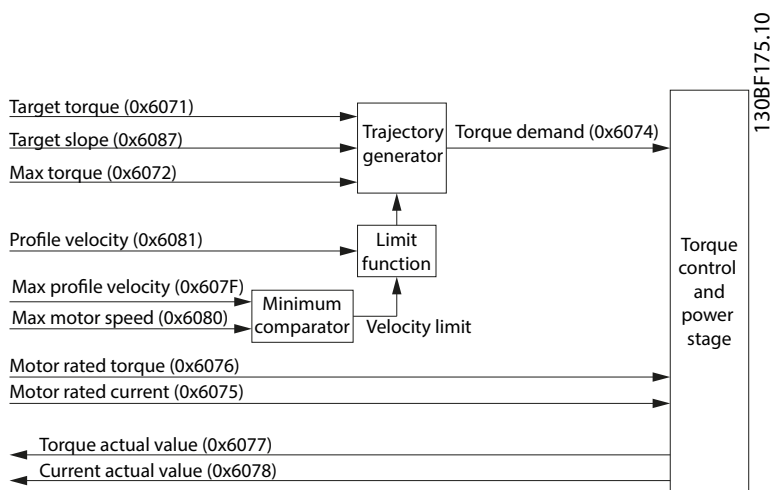 130BF175.10
Target torque (0x6071)
Target slope (0x6087)
Max torque (0x6072)
Trajectory
generator
Torque demand (0x6074)
Profile velocity (0x6081)
Limit
function
Max profile velocity (0x607F)
Max motor speed (0x6080)
Minimum
comparator
Velocity limit
Torque
control
and
power
stage
Motor rated torque (0x6076)
Motor rated current (0x6075)
Torque actual value (0x6077)
Current actual value (0x6078)